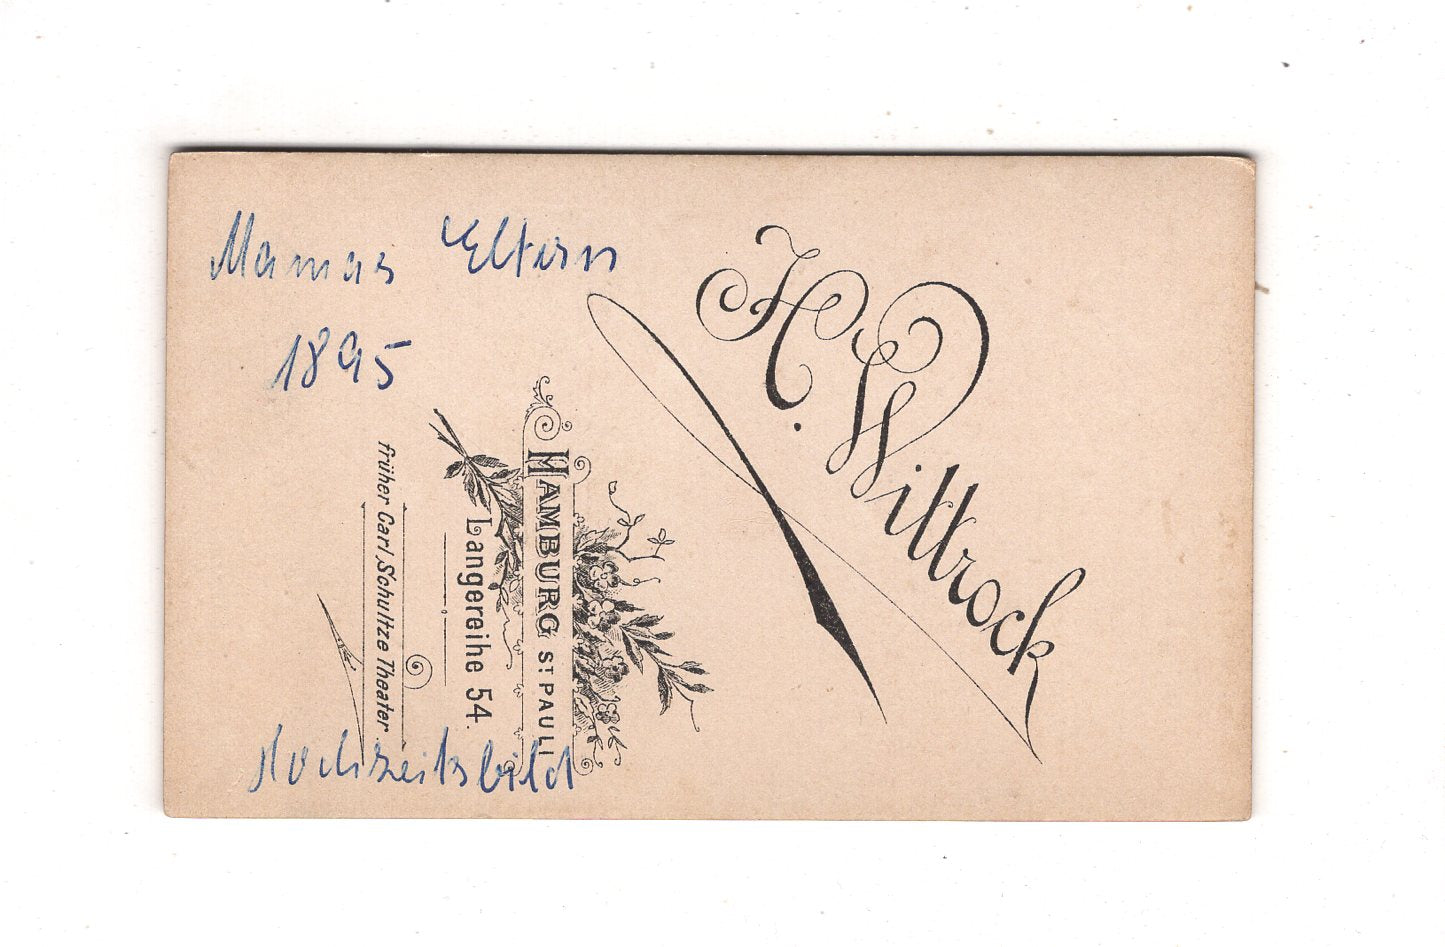 Mamas Eltern
1895
Hochzeitsbild
H. Wittrock
HAMBURG ST PAULI
Langereihe 54.
früher Carl Schultze Theater.